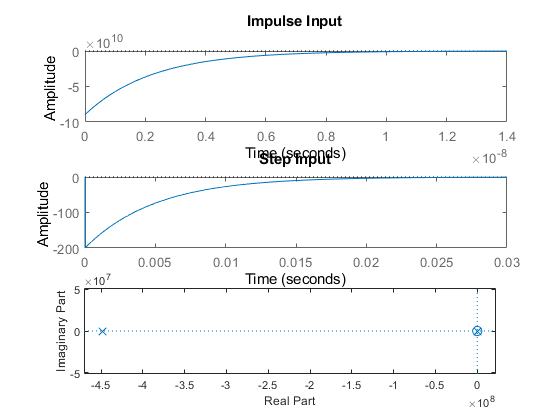 Impulse Input
×10^10
0
-5
-10
Amplitude
0 0.2 0.4 0.6 0.8 1 1.2 1.4
Time (seconds)
×10^-8
Step Input
0
-100
-200
Amplitude
0 0.005 0.01 0.015 0.02 0.025 0.03
Time (seconds)
×10^7
5
0
-5
Imaginary Part
-4.5 -4 -3.5 -3 -2.5 -2 -1.5 -1 -0.5 0
Real Part
×10^8